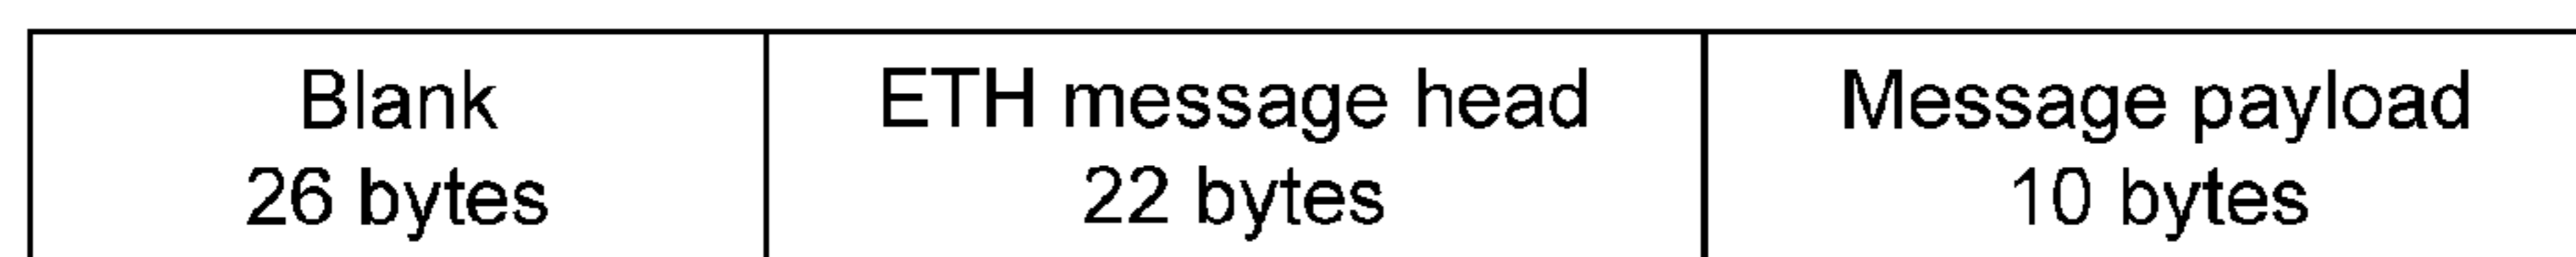 Blank
26 bytes
ETH message head
22 bytes
Message payload
10 bytes